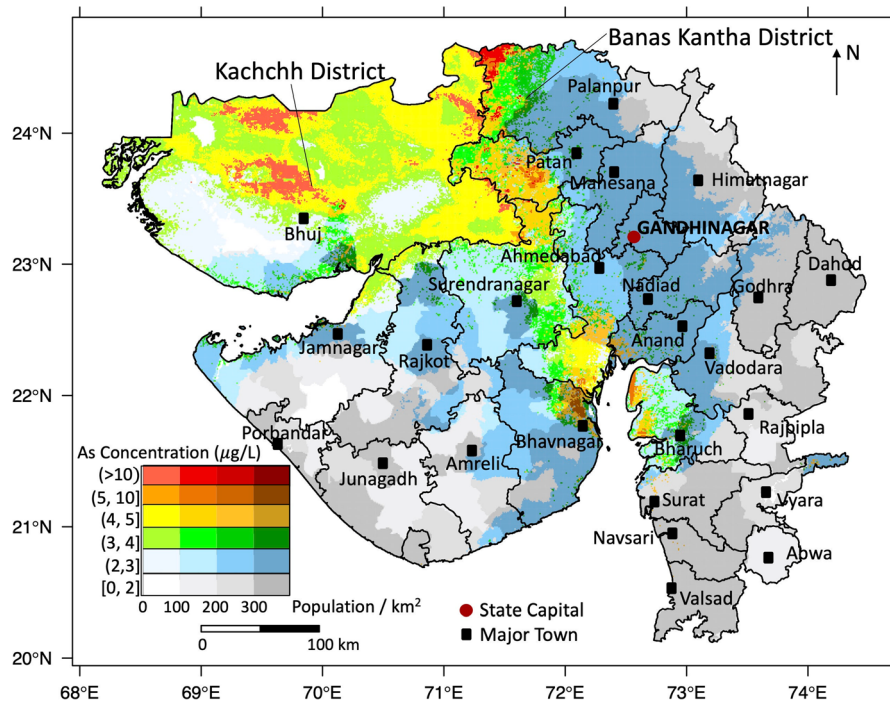 Banas Kantha District
N
Kachchh District
Palanpur
24°N
Patan
Mahesana
Himatnagar
GANDHINAGAR
Bhuj
23°N
Ahmedabad
Dahod
Surendranagar
Nadiad
Godhra
Jamnagar
Rajkot
Anand
Vadodara
22°N
Porbandar
Rajpipla
As Concentration (μg/L)
Bhavnagar
Bharuch
Junagadh
Amreli
(>10)
(5, 10]
Surat
Vyara
(4, 5]
21°N
Navsari
(3, 4]
Ahwa
(2,3]
[0, 2]
Valsad
0 100 200 300 Population / km²
State Capital
Major Town
0 100 km
20°N
68°E 69°E 70°E 71°E 72°E 73°E 74°E